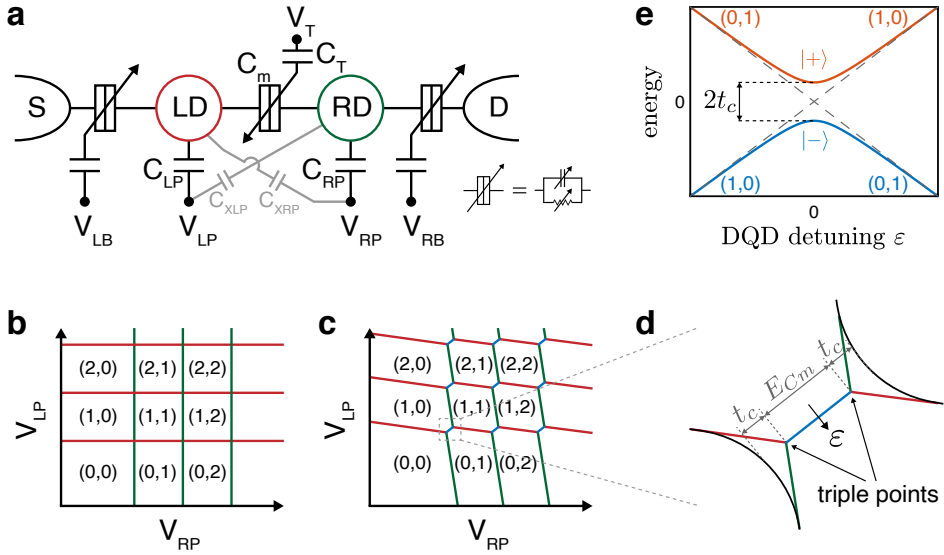 a
V_T
C_m
C_T
S
LD
RD
D
C_LP
C_RP
C_XLP
C_XRP
=
V_LB
V_LP
V_RP
V_RB
e
(0,1)
(1,0)
|+⟩
energy
0
2t_c
|−⟩
(1,0)
(0,1)
0
DQD detuning ε
b
V_LP
(2,0)
(2,1)
(2,2)
(1,0)
(1,1)
(1,2)
(0,0)
(0,1)
(0,2)
V_RP
c
V_LP
(2,0)
(2,1)
(2,2)
(1,0)
(1,1)
(1,2)
(0,0)
(0,1)
(0,2)
V_RP
d
t_c
E_Cm
t_c
ε
triple points